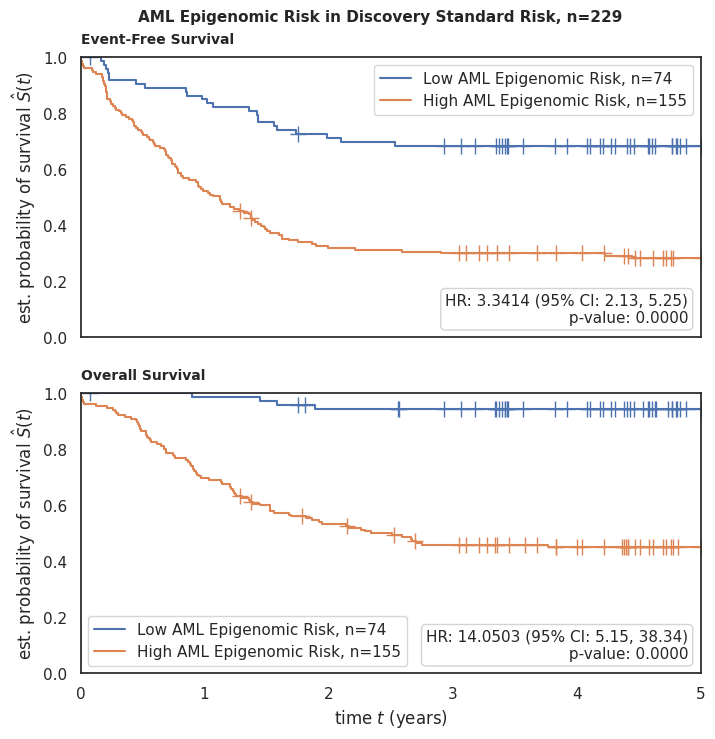 AML Epigenomic Risk in Discovery Standard Risk, n=229
Event-Free Survival
est. probability of survival Ŝ(t)
1.0
0.8
0.6
0.4
0.2
0.0
Low AML Epigenomic Risk, n=74
High AML Epigenomic Risk, n=155
HR: 3.3414 (95% CI: 2.13, 5.25)
p-value: 0.0000
Overall Survival
est. probability of survival Ŝ(t)
1.0
0.8
0.6
0.4
0.2
0.0
Low AML Epigenomic Risk, n=74
High AML Epigenomic Risk, n=155
HR: 14.0503 (95% CI: 5.15, 38.34)
p-value: 0.0000
0 1 2 3 4 5
time t (years)